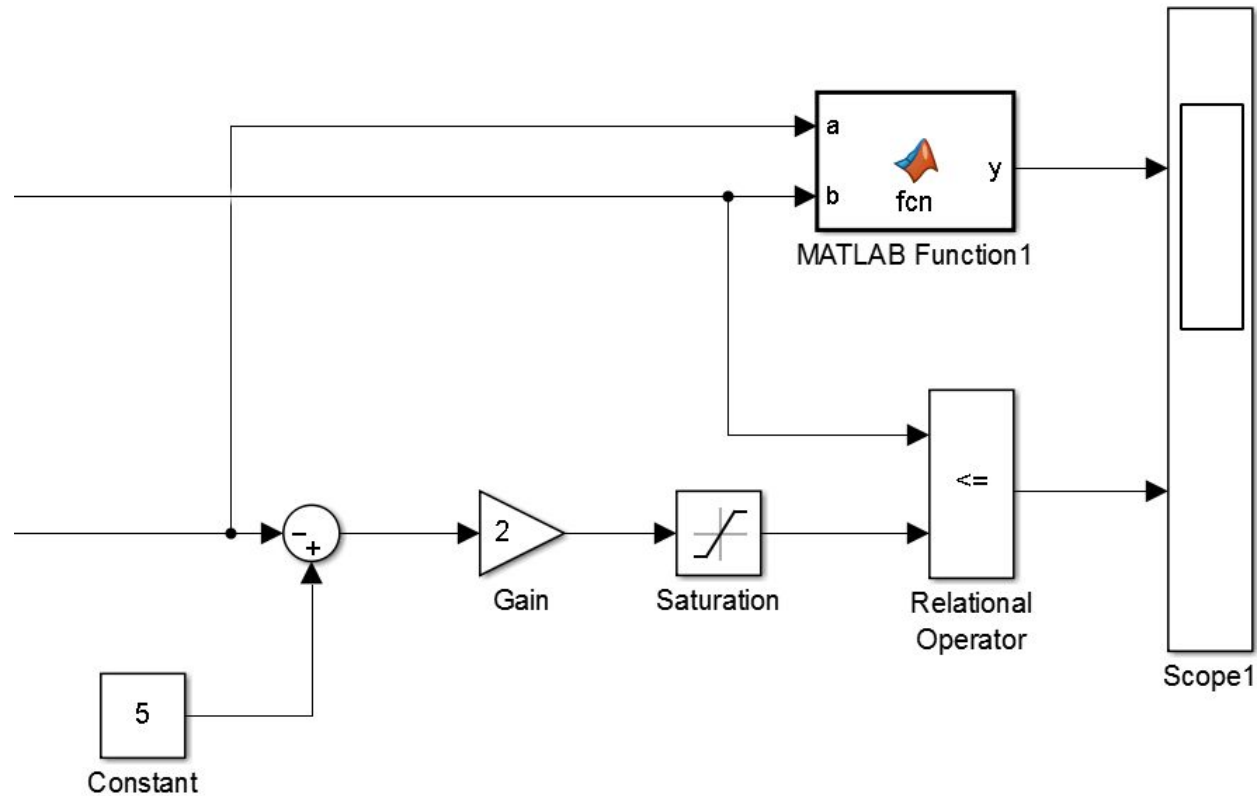 a
b
y
fcn
MATLAB Function1
<=
-
+
2
Gain
Saturation
Relational
Operator
Scope1
5
Constant